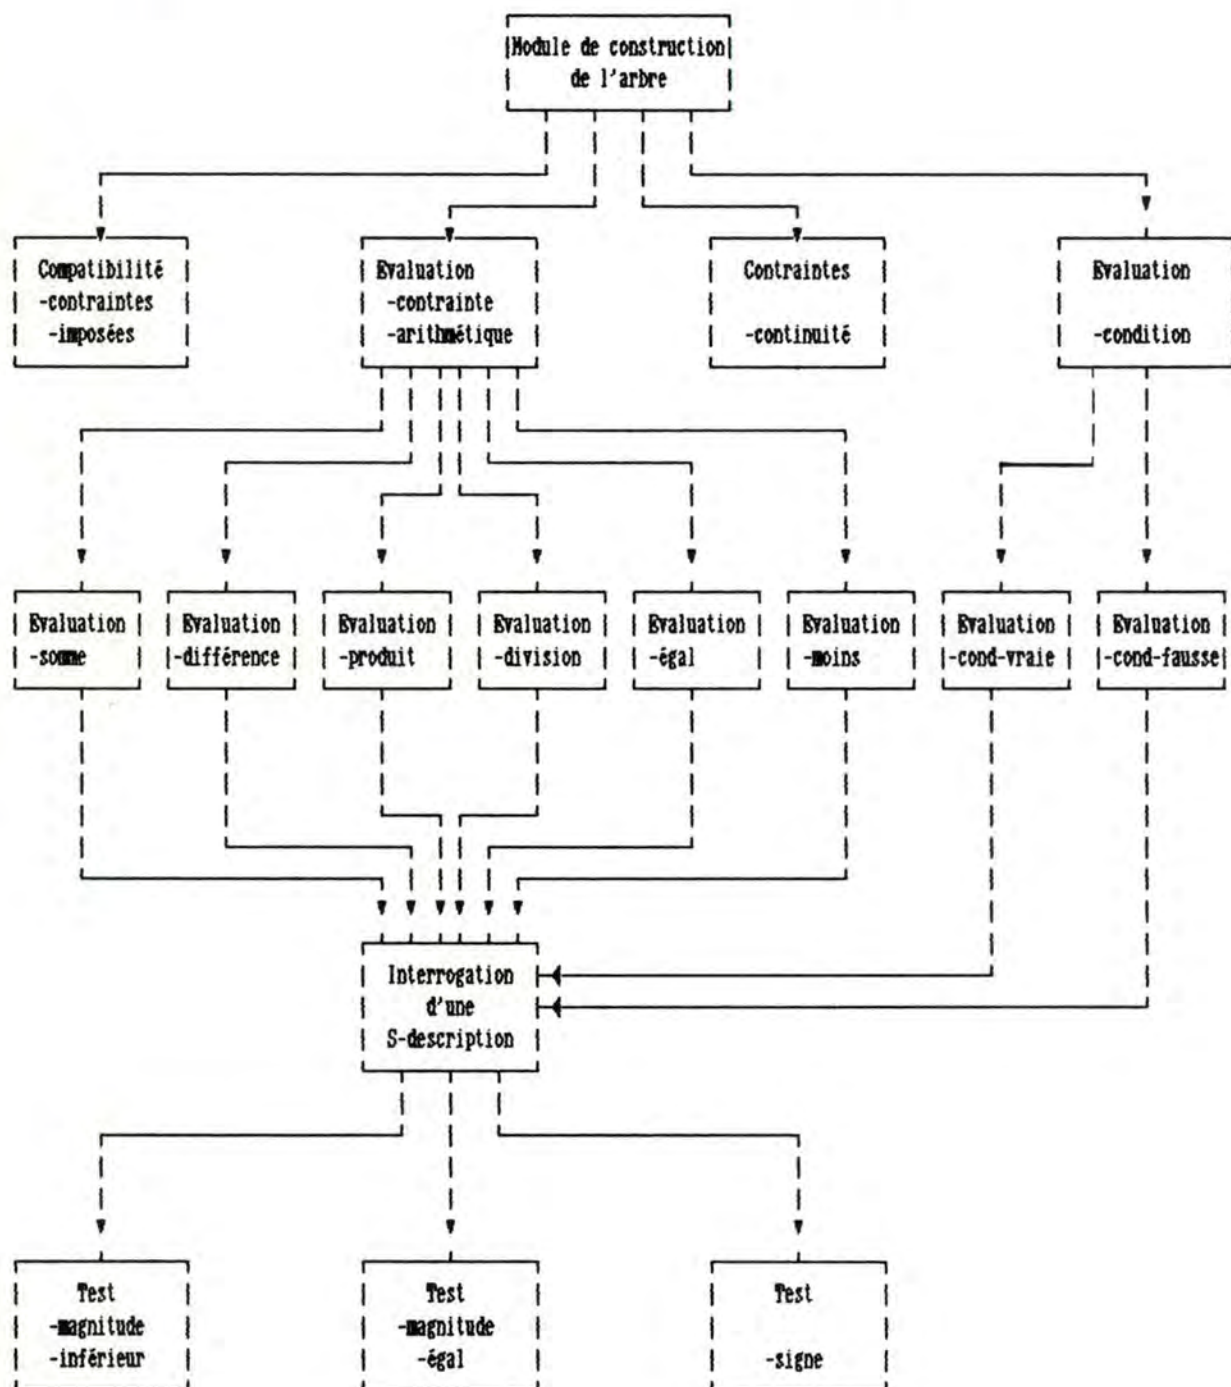 Module de construction
de l'arbre
Compatibilité
-contraintes
-imposées
Evaluation
-contrainte
-arithmétique
Contraintes
-continuité
Evaluation
-condition
Evaluation
-somme
Evaluation
-différence
Evaluation
-produit
Evaluation
-division
Evaluation
-égal
Evaluation
-moins
Evaluation
-cond-vraie
Evaluation
-cond-fausse
Interrogation
d'une
S-description
Test
-magnitude
-inférieur
Test
-magnitude
-égal
Test
-signe